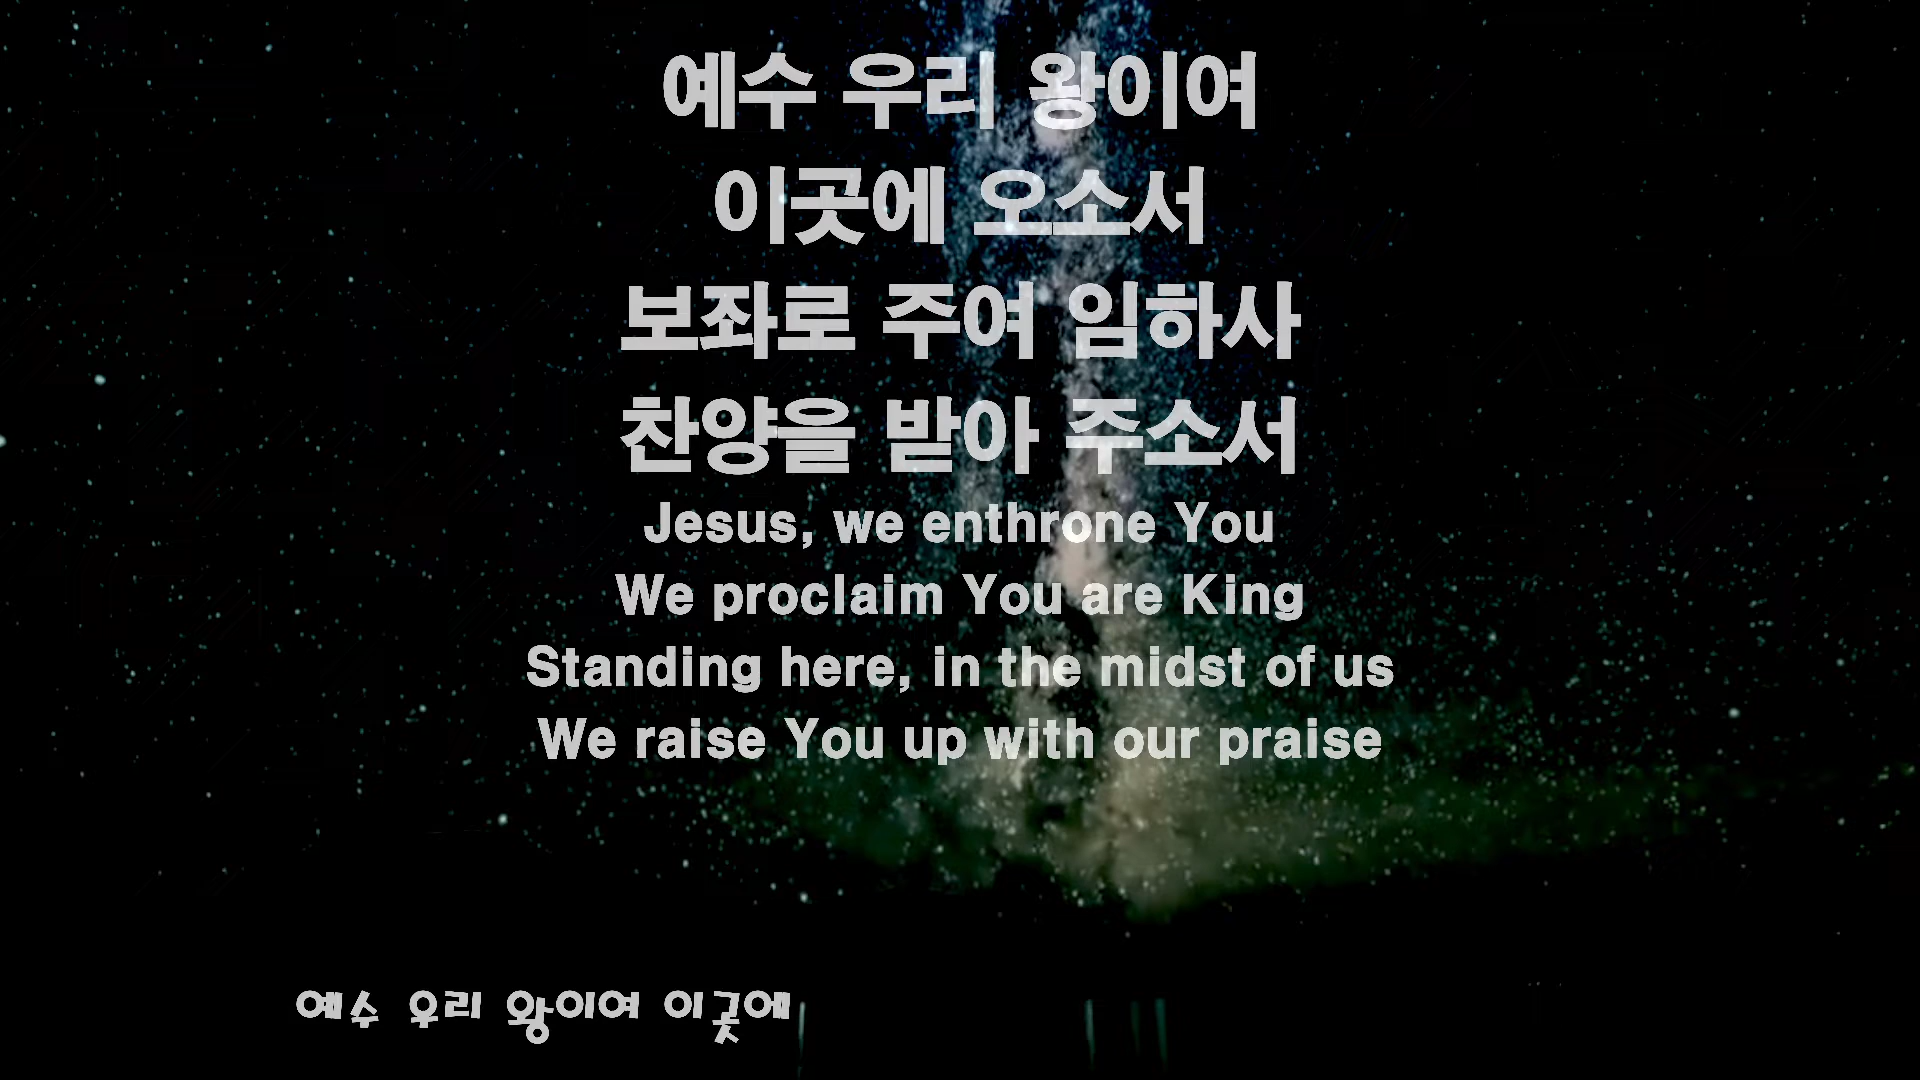 예수 우리 왕이여
이곳에 오소서
보좌로 주여 임하사
찬양을 받아 주소서
Jesus, we enthrone You
We proclaim You are King
Standing here, in the midst of us
We raise You up with our praise
예수 우리 왕이여 이곳에